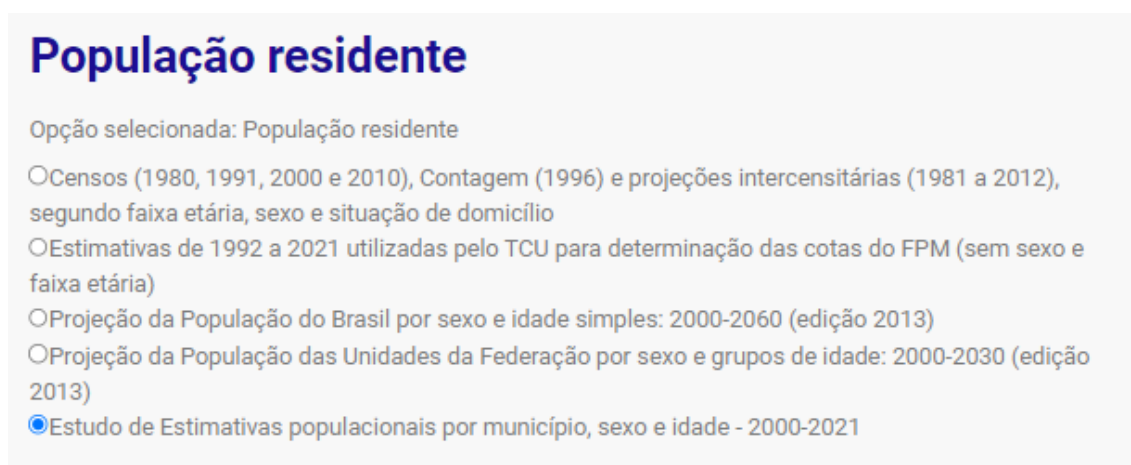 População residente
Opção selecionada: População residente
Censos (1980, 1991, 2000 e 2010), Contagem (1996) e projeções intercensitárias (1981 a 2012),
segundo faixa etária, sexo e situação de domicílio
Estimativas de 1992 a 2021 utilizadas pelo TCU para determinação das cotas do FPM (sem sexo e
faixa etária)
Projeção da População do Brasil por sexo e idade simples: 2000-2060 (edição 2013)
Projeção da População das Unidades da Federação por sexo e grupos de idade: 2000-2030 (edição
2013)
Estudo de Estimativas populacionais por município, sexo e idade - 2000-2021